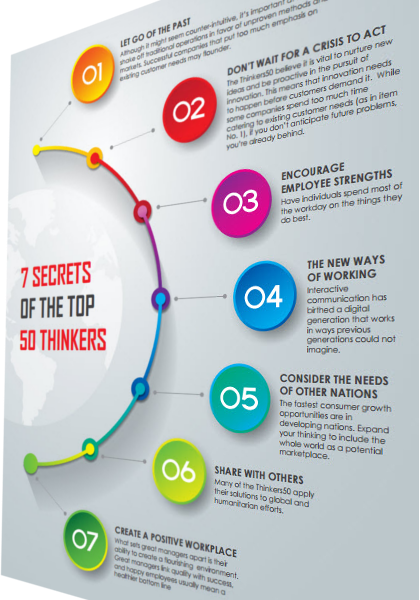 01
LET GO OF THE PAST
Although it might seem counter-intuitive, it's important
shake off traditional operations in favor of unproven methods and
markets. Successful companies that put too much emphasis on
existing customer needs may flounder.
02
DON'T WAIT FOR A CRISIS TO ACT
The Thinkers50 believe it is vital to nurture new
ideas and be proactive in the pursuit of
innovation. This means that innovation needs
to happen before customers demand it. While
some companies spend too much time
catering to existing customer needs (as in item
No. 1), if you don't anticipate future problems,
you're already behind.
03
ENCOURAGE
EMPLOYEE STRENGTHS
Have individuals spend most of
the workday on the things they
do best.
7 SECRETS
OF THE TOP
50 THINKERS
04
THE NEW WAYS
OF WORKING
Interactive
communication has
birthed a digital
generation that works
in ways previous
generations could not
imagine.
05
CONSIDER THE NEEDS
OF OTHER NATIONS
The fastest consumer growth
opportunities are in
developing nations. Expand
your thinking to include the
whole world as a potential
marketplace.
06
SHARE WITH OTHERS
Many of the Thinkers50 apply
their solutions to global and
humanitarian efforts.
07
CREATE A POSITIVE WORKPLACE
What sets great managers apart is their
ability to create a flourishing environment.
Great managers link quality with success,
and happy employees usually mean a
healthier bottom line